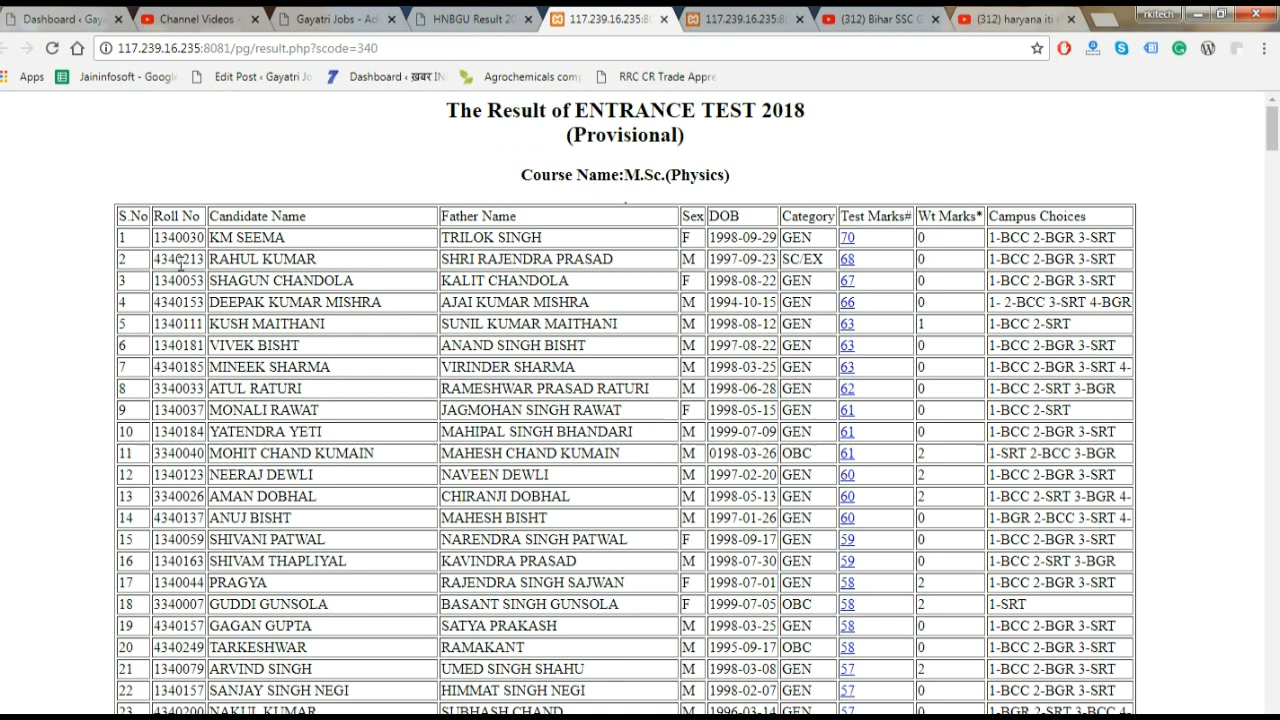 Dashboard ‹ Gaya
Channel Videos -
Gayatri Jobs - Ad
HNBGU Result 20
117.239.16.235:8
117.239.16.235:8
(312) Bihar SSC G
(312) haryana iti r
rkitech
117.239.16.235:8081/pg/result.php?scode=340
Apps Jaininfosoft - Google Edit Post ‹ Gayatri Jo Dashboard ‹ ख़बर IN Agrochemicals com RRC CR Trade Appre
The Result of ENTRANCE TEST 2018
(Provisional)
Course Name:M.Sc.(Physics)
S.No Roll No Candidate Name Father Name Sex DOB Category Test Marks# Wt Marks* Campus Choices
1 1340030 KM SEEMA TRILOK SINGH F 1998-09-29 GEN 70 0 1-BCC 2-BGR 3-SRT
2 4340213 RAHUL KUMAR SHRI RAJENDRA PRASAD M 1997-09-23 SC/EX 68 0 1-BCC 2-BGR 3-SRT
3 1340053 SHAGUN CHANDOLA KALIT CHANDOLA F 1998-08-22 GEN 67 0 1-BCC 2-BGR 3-SRT
4 4340153 DEEPAK KUMAR MISHRA AJAI KUMAR MISHRA M 1994-10-15 GEN 66 0 1- 2-BCC 3-SRT 4-BGR
5 1340111 KUSH MAITHANI SUNIL KUMAR MAITHANI M 1998-08-12 GEN 63 1 1-BCC 2-SRT
6 1340181 VIVEK BISHT ANAND SINGH BISHT M 1997-08-22 GEN 63 0 1-BCC 2-BGR 3-SRT
7 4340185 MINEEK SHARMA VIRINDER SHARMA M 1998-03-25 GEN 63 0 1-BCC 2-BGR 3-SRT 4-
8 3340033 ATUL RATURI RAMESHWAR PRASAD RATURI M 1998-06-28 GEN 62 0 1-BCC 2-SRT 3-BGR
9 1340037 MONALI RAWAT JAGMOHAN SINGH RAWAT F 1998-05-15 GEN 61 0 1-BCC 2-SRT
10 1340184 YATENDRA YETI MAHIPAL SINGH BHANDARI M 1999-07-09 GEN 61 0 1-BCC 2-BGR 3-SRT
11 3340040 MOHIT CHAND KUMAIN MAHESH CHAND KUMAIN M 0198-03-26 OBC 61 2 1-SRT 2-BCC 3-BGR
12 1340123 NEERAJ DEWLI NAVEEN DEWLI M 1997-02-20 GEN 60 2 1-BCC 2-BGR 3-SRT
13 3340026 AMAN DOBHAL CHIRANJI DOBHAL M 1998-05-13 GEN 60 2 1-BCC 2-SRT 3-BGR 4-
14 4340137 ANUJ BISHT MAHESH BISHT M 1997-01-26 GEN 60 0 1-BGR 2-BCC 3-SRT 4-
15 1340059 SHIVANI PATWAL NARENDRA SINGH PATWAL F 1998-09-17 GEN 59 0 1-BCC 2-BGR 3-SRT
16 1340163 SHIVAM THAPLIYAL KAVINDRA PRASAD M 1998-07-30 GEN 59 0 1-BCC 2-SRT 3-BGR
17 1340044 PRAGYA RAJENDRA SINGH SAJWAN F 1998-07-01 GEN 58 2 1-BCC 2-BGR 3-SRT
18 3340007 GUDDI GUNSOLA BASANT SINGH GUNSOLA F 1999-07-05 OBC 58 2 1-SRT
19 4340157 GAGAN GUPTA SATYA PRAKASH M 1998-03-25 GEN 58 0 1-BCC 2-BGR 3-SRT
20 4340249 TARKESHWAR RAMAKANT M 1995-09-17 OBC 58 0 1-BCC 2-BGR 3-SRT
21 1340079 ARVIND SINGH UMED SINGH SHAHU M 1998-03-08 GEN 57 2 1-BCC 2-BGR 3-SRT
22 1340157 SANJAY SINGH NEGI HIMMAT SINGH NEGI M 1998-02-07 GEN 57 0 1-BCC 2-BGR 3-SRT
23 4340200 NAKUL KUMAR SUBHASH CHAND M 1996-03-14 GEN 57 0 1-BGR 2-SRT 3-BCC 4-